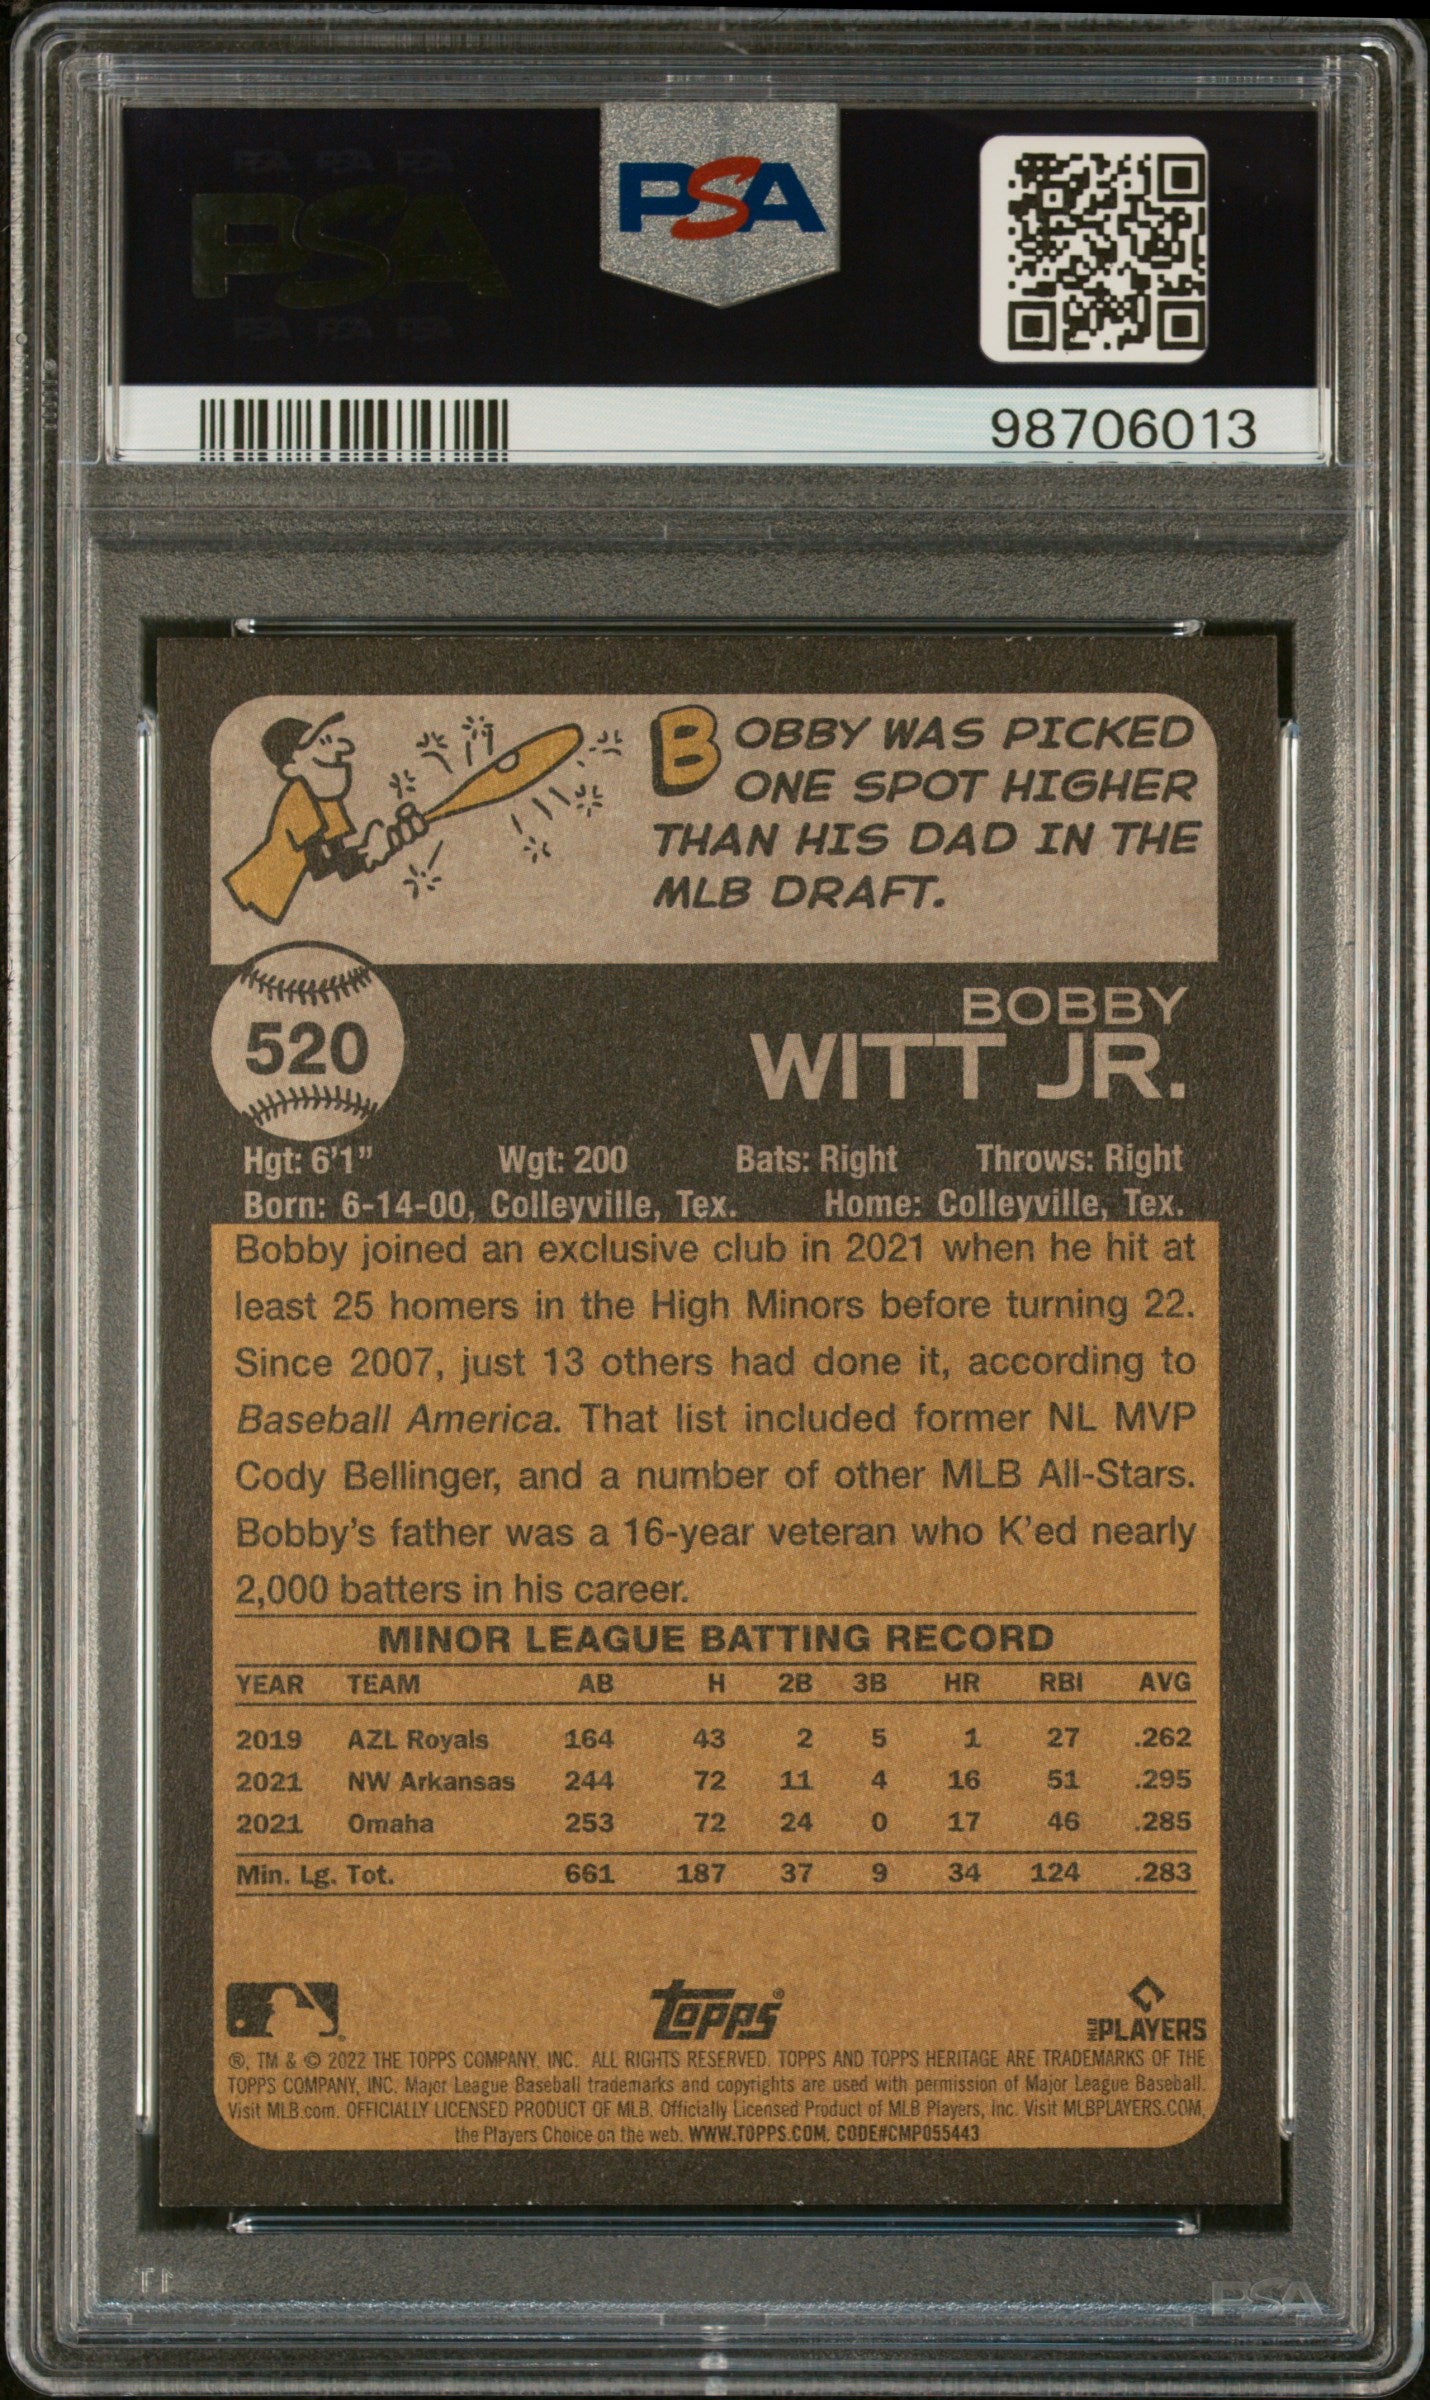 PSA
98706013
BOBBY WAS PICKED
ONE SPOT HIGHER
THAN HIS DAD IN THE
MLB DRAFT.
520
BOBBY
WITT JR.
Hgt: 6'1" Wgt: 200 Bats: Right Throws: Right
Born: 6-14-00, Colleyville, Tex. Home: Colleyville, Tex.
Bobby joined an exclusive club in 2021 when he hit at
least 25 homers in the High Minors before turning 22.
Since 2007, just 13 others had done it, according to
Baseball America. That list included former NL MVP
Cody Bellinger, and a number of other MLB All-Stars.
Bobby's father was a 16-year veteran who K'ed nearly
2,000 batters in his career.
MINOR LEAGUE BATTING RECORD
YEAR TEAM AB H 2B 3B HR RBI AVG
2019 AZL Royals 164 43 2 5 1 27 .262
2021 NW Arkansas 244 72 11 4 16 51 .295
2021 Omaha 253 72 24 0 17 46 .285
Min. Lg. Tot. 661 187 37 9 34 124 .283
topps®
MLB PLAYERS
®, TM & © 2022 THE TOPPS COMPANY, INC. ALL RIGHTS RESERVED. TOPPS AND TOPPS HERITAGE ARE TRADEMARKS OF THE
TOPPS COMPANY, INC. Major League Baseball trademarks and copyrights are used with permission of Major League Baseball.
Visit MLB.com. OFFICIALLY LICENSED PRODUCT OF MLB. Officially Licensed Product of MLB Players, Inc. Visit MLBPLAYERS.COM,
the Players Choice on the web. WWW.TOPPS.COM. CODE#CMP055443
PSA